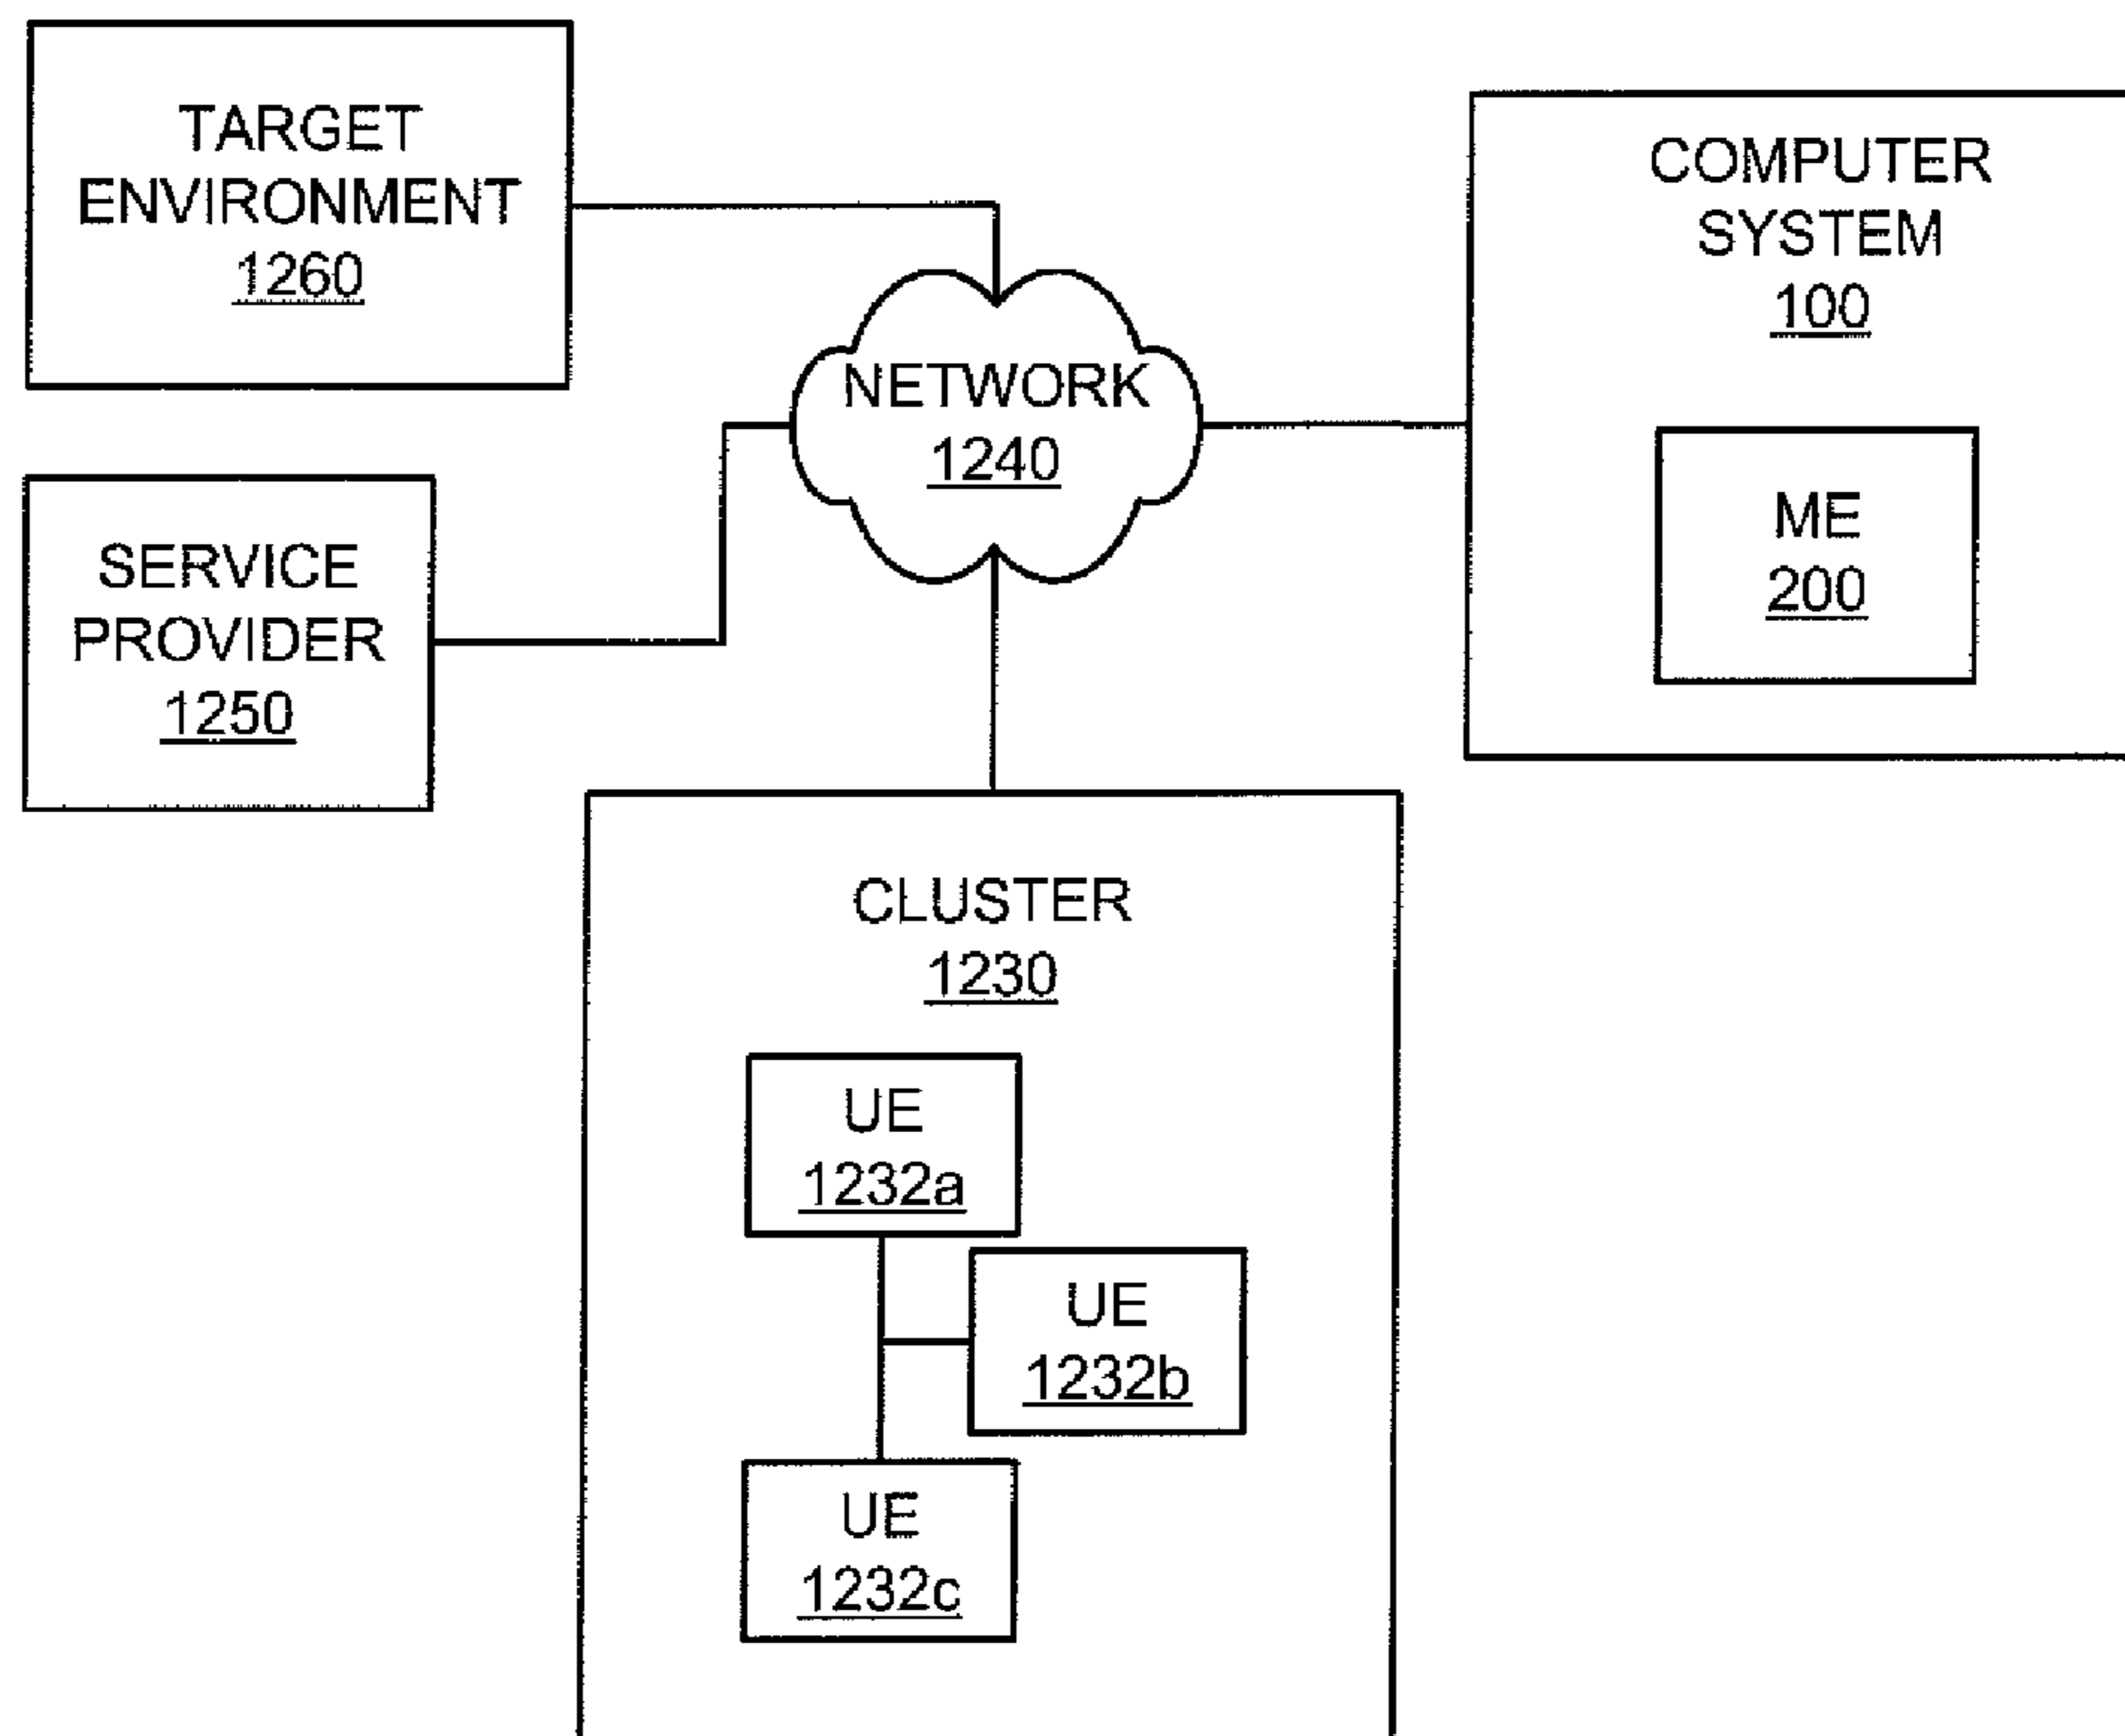 TARGET
ENVIRONMENT
1260
COMPUTER
SYSTEM
100
NETWORK
1240
ME
200
SERVICE
PROVIDER
1250
CLUSTER
1230
UE
1232a
UE
1232b
UE
1232c